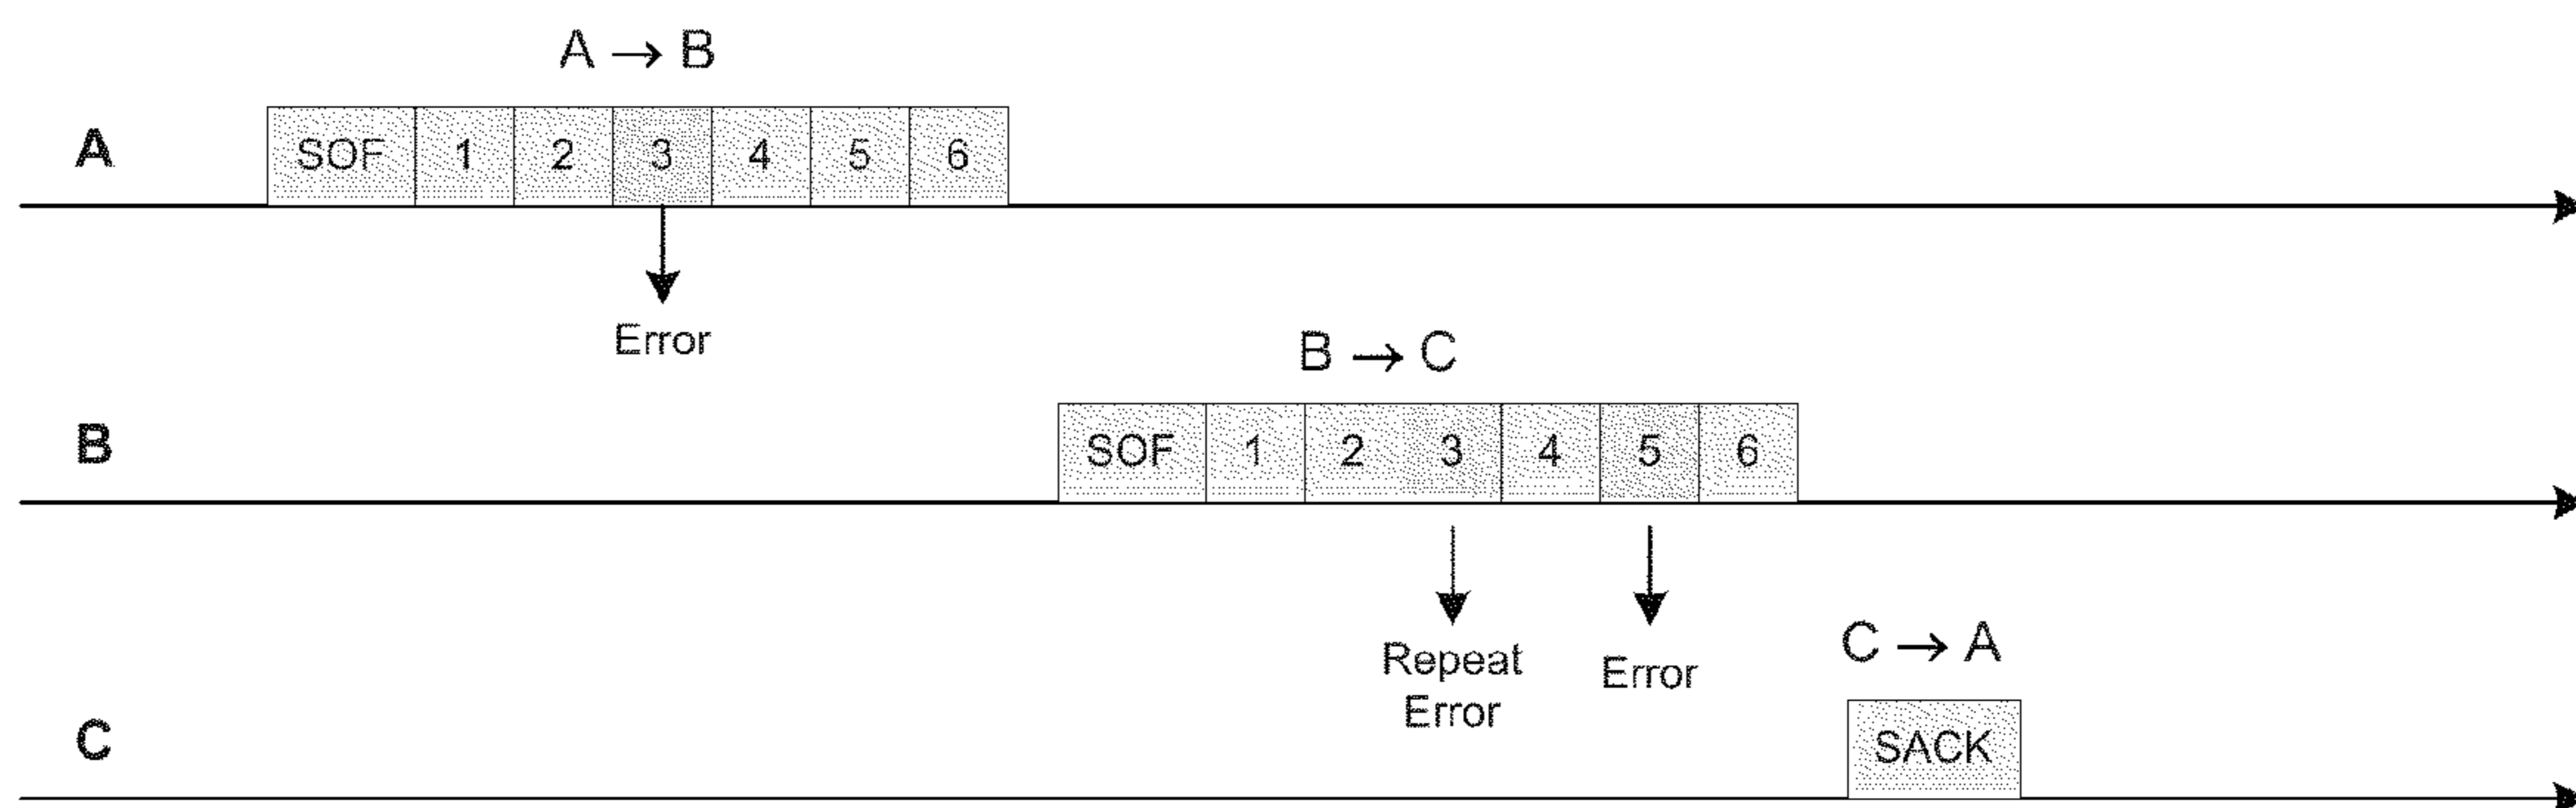 A → B
A
SOF 1 2 3 4 5 6
Error
B → C
B
SOF 1 2 3 4 5 6
Repeat
Error
Error
C → A
C
SACK